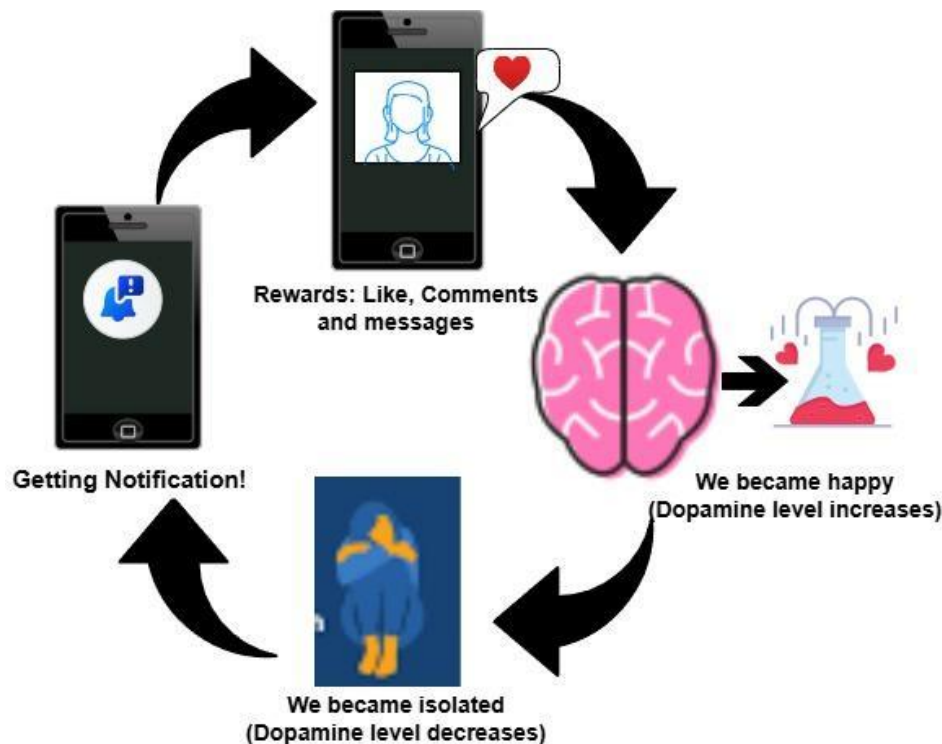 Rewards: Like, Comments
and messages
Getting Notification!
We became happy
(Dopamine level increases)
We became isolated
(Dopamine level decreases)